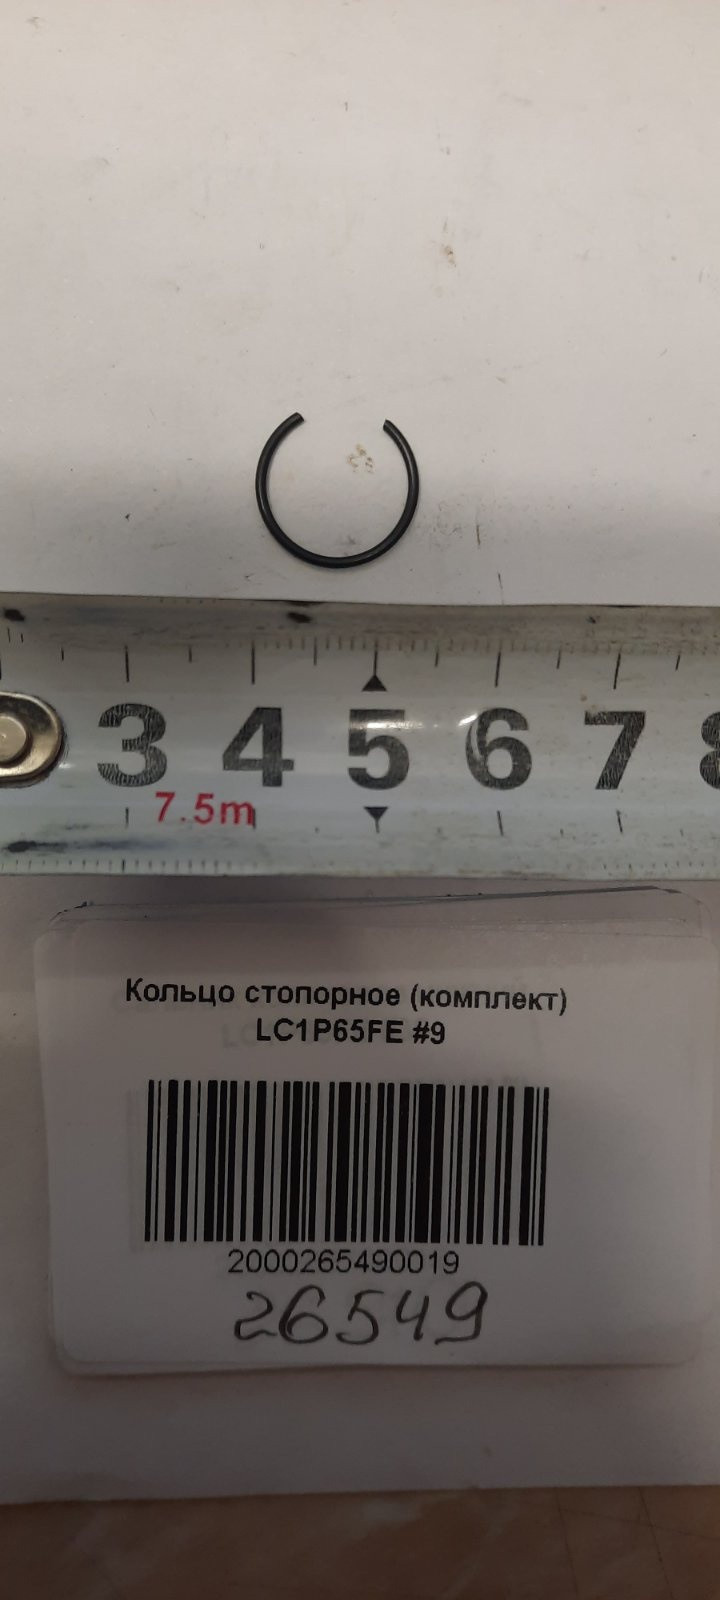 3 4 5 6 7 8
7.5m
Кольцо стопорное (комплект)
LC1P65FE #9
2000265490019
26549